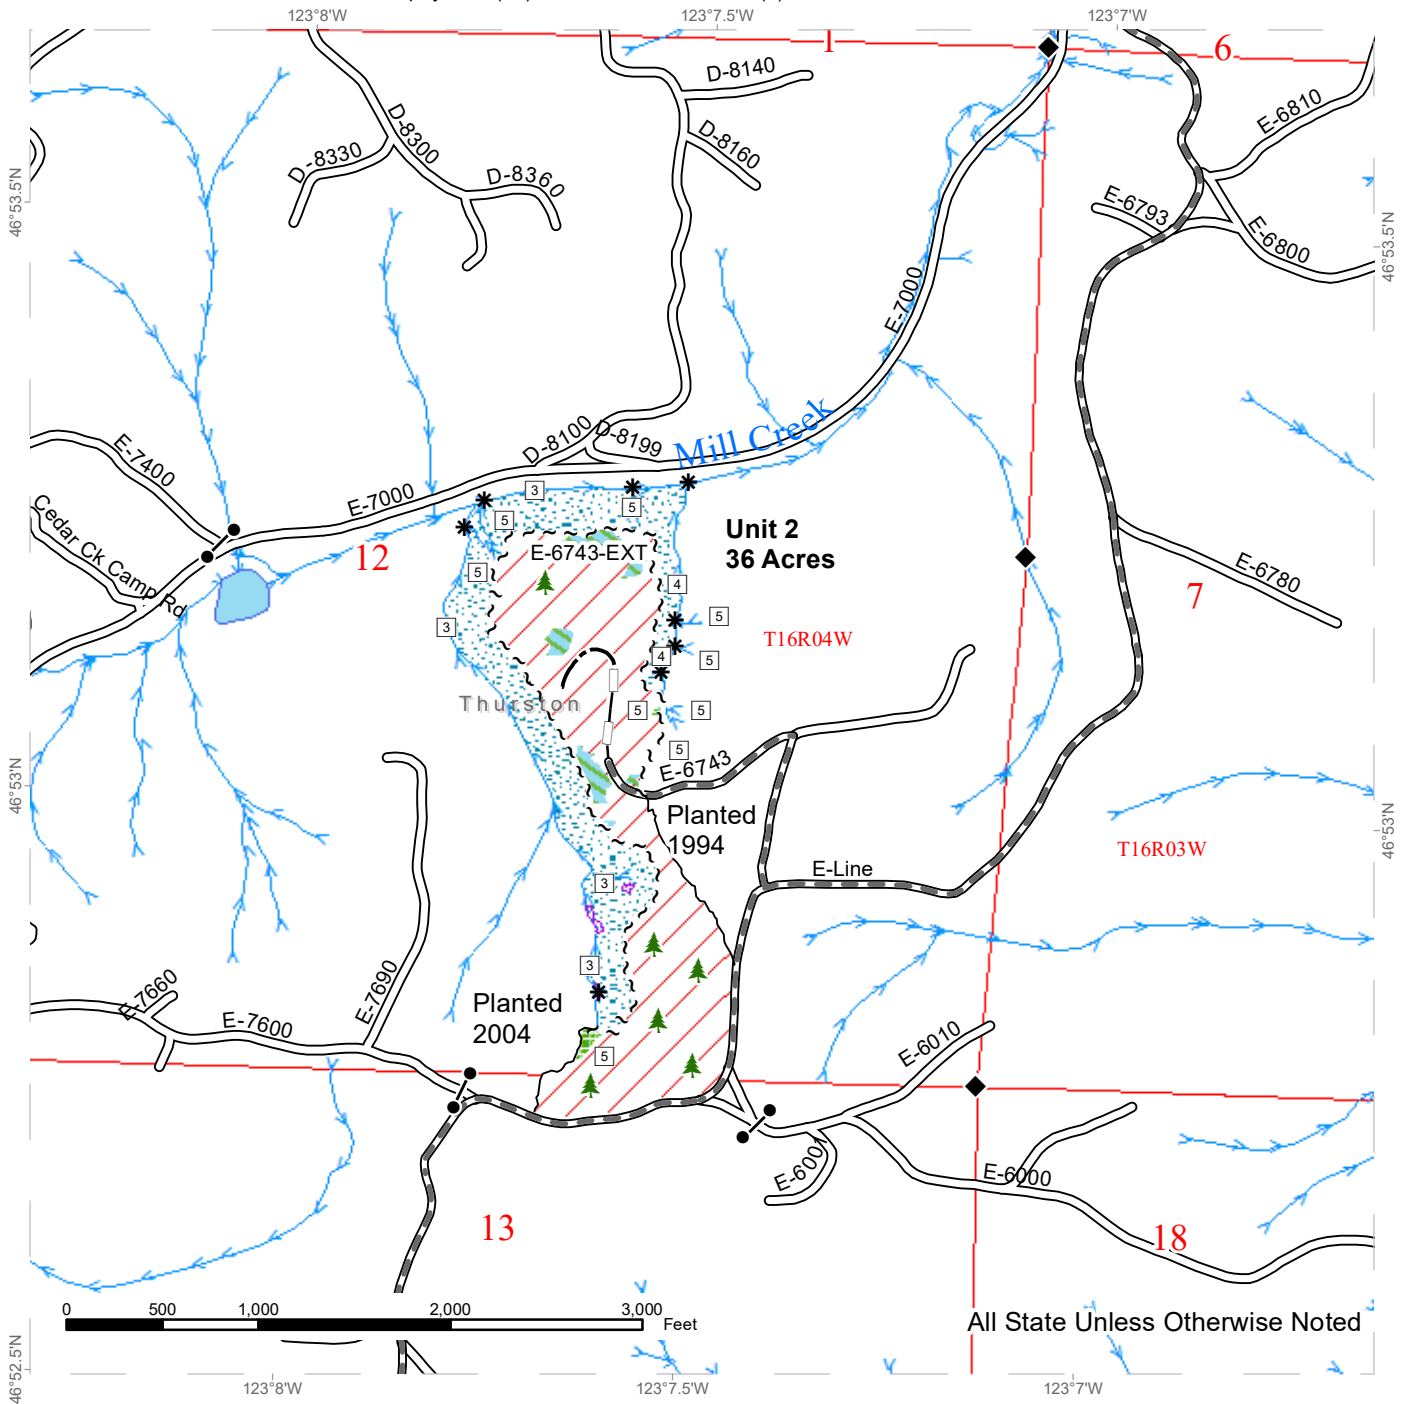 123°8'W
123°7.5'W
123°7'W
1
6
D-8140
E-6810
D-8300
D-8330
D-8160
D-8360
46°53.5'N
E-6793
46°53.5'N
E-6800
E-7000
D-8100
D-8199
Mill Creek
E-7400
E-7000
3
5
5
Unit 2
36 Acres
Cedar Ck Camp Rd
12
E-6743-EXT
5
4
E-6780
7
5
3
T16R04W
4
5
Thurston
5
5
5
E-6743
46°53'N
Planted
1994
46°53'N
T16R03W
E-Line
3
3
E-7690
E-7660
Planted
2004
E-7600
E-6010
5
E-600
E-6000
13
18
0
500
1,000
2,000
3,000
Feet
All State Unless Otherwise Noted
46°52.5'N
123°8'W
123°7.5'W
123°7'W